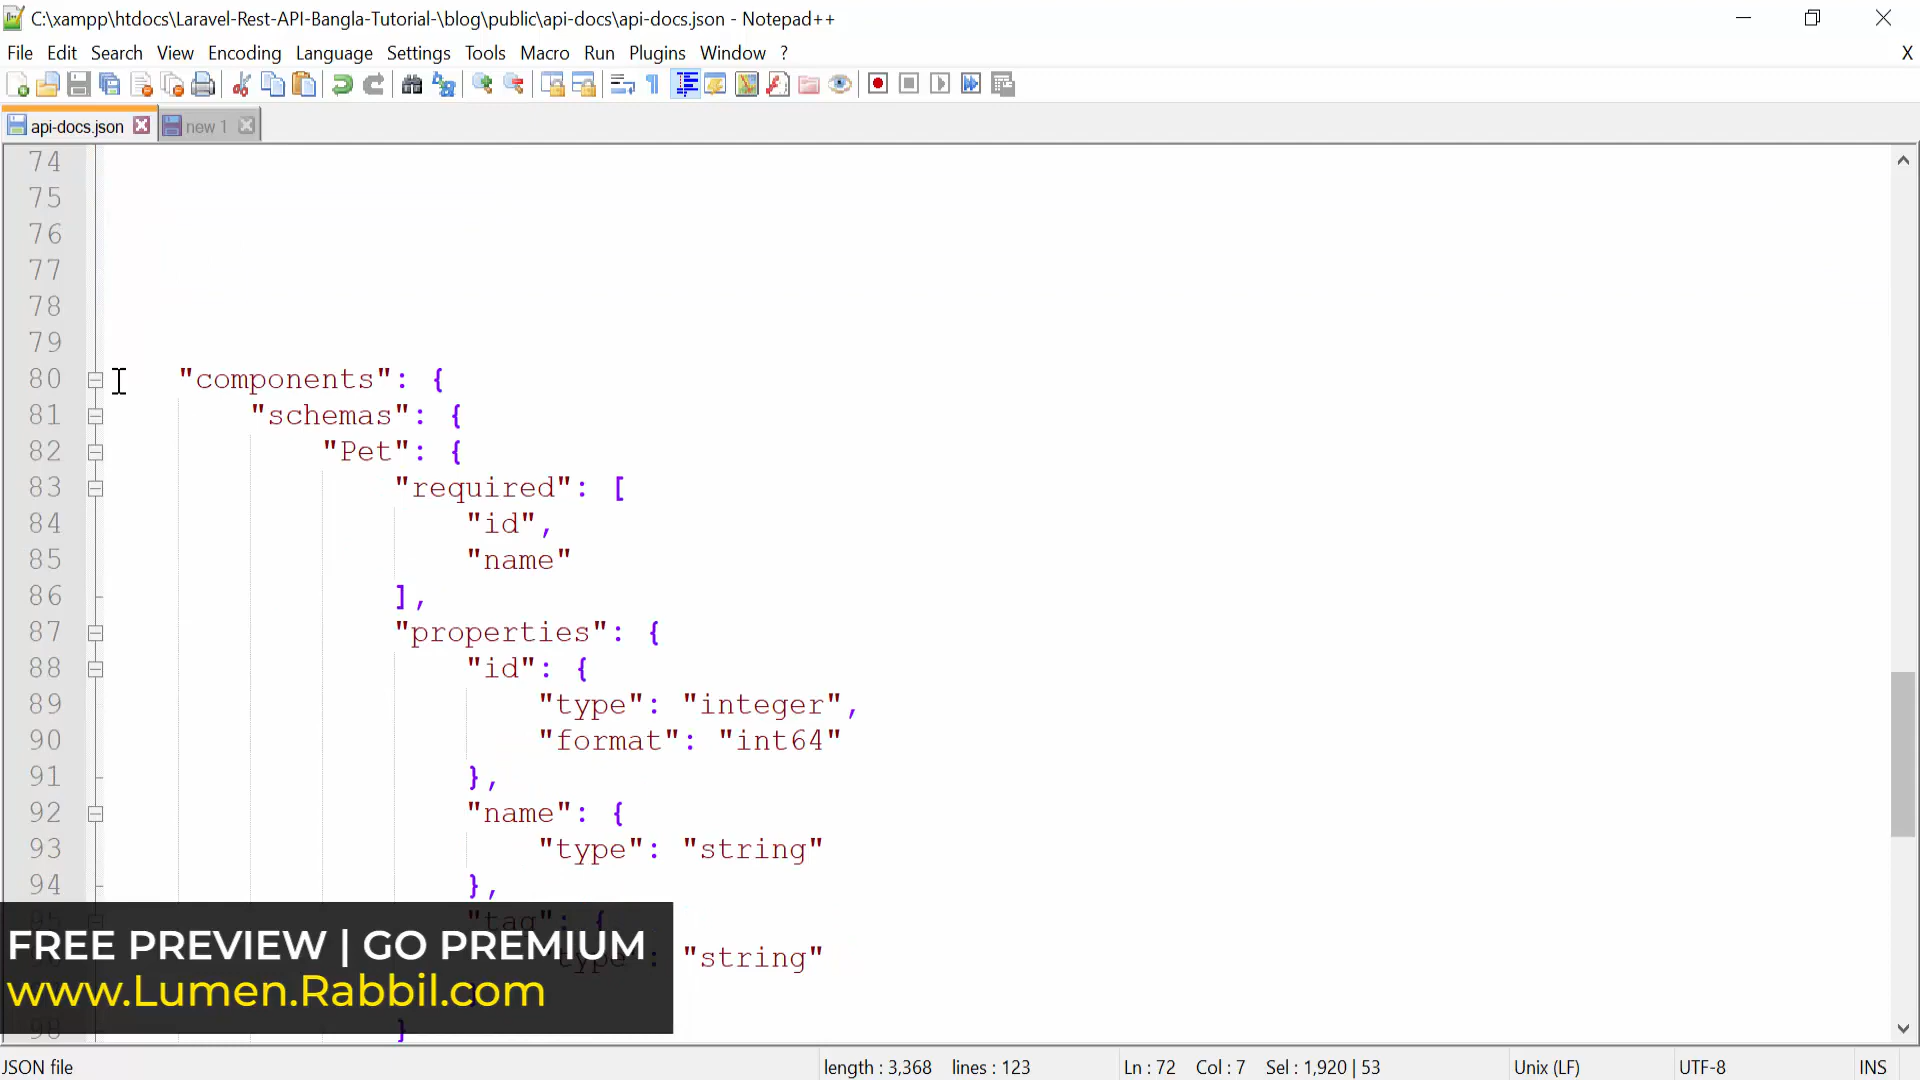 C:\xampp\htdocs\Laravel-Rest-API-Bangla-Tutorial-\blog\public\api-docs\api-docs.json - Notepad++
File Edit Search View Encoding Language Settings Tools Macro Run Plugins Window ? X
api-docs.json new 1
74
75
76
77
78
79
80 "components": {
81 "schemas": {
82 "Pet": {
83 "required": [
84 "id",
85 "name"
86 ],
87 "properties": {
88 "id": {
89 "type": "integer",
90 "format": "int64"
91 },
92 "name": {
93 "type": "string"
94 },
95 "tag": {
"type": "string"
98 }
FREE PREVIEW | GO PREMIUM
www.Lumen.Rabbil.com
JSON file length : 3,368 lines : 123 Ln : 72 Col : 7 Sel : 1,920 | 53 Unix (LF) UTF-8 INS